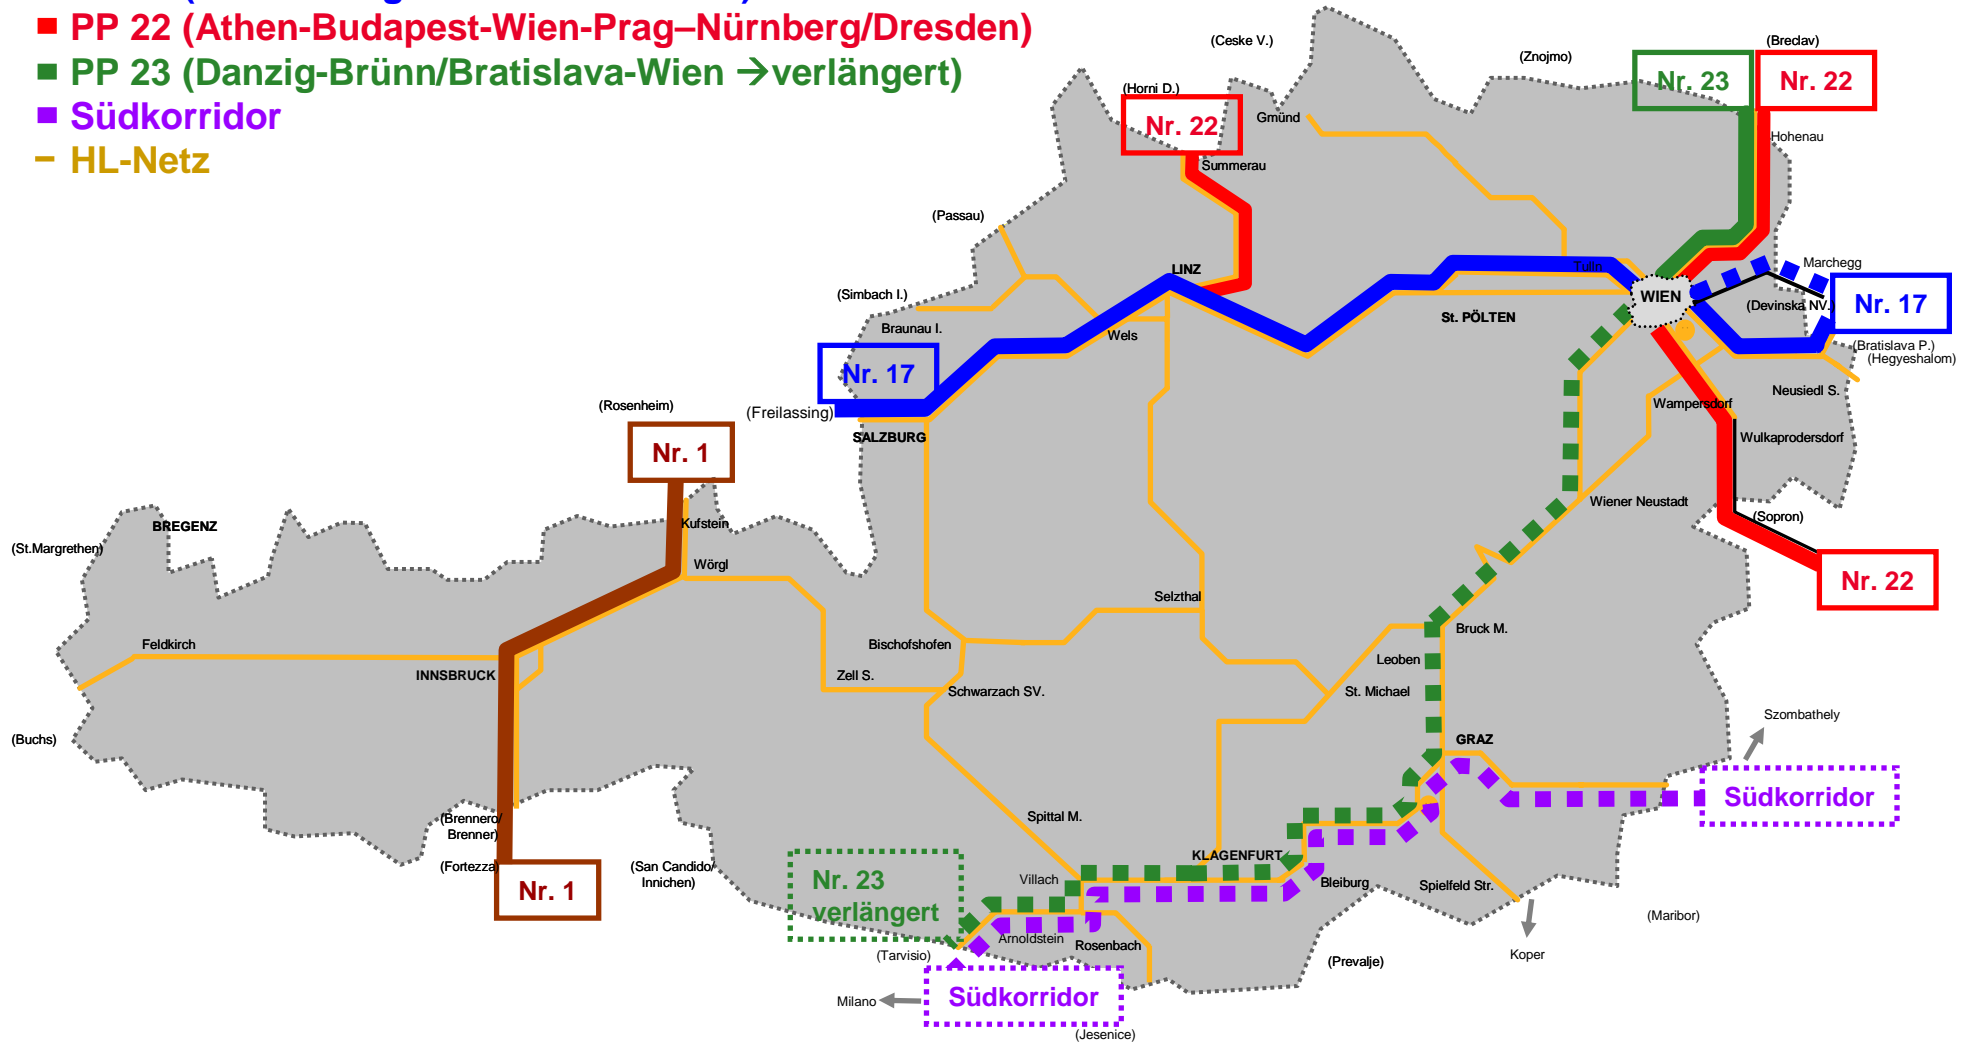 PP 22 (Athen-Budapest-Wien-Prag–Nürnberg/Dresden)
PP 23 (Danzig-Brünn/Bratislava-Wien →verlängert)
Südkorridor
HL-Netz
(Ceske V.)
(Znojmo)
(Breclav)
Nr. 23
Nr. 22
(Horni D.)
Nr. 22
Gmünd
Hohenau
Summerau
(Passau)
LINZ
Tulln
Marchegg
(Simbach I.)
WIEN
(Devinska NV.)
Nr. 17
Braunau I.
Wels
St. PÖLTEN
(Bratislava P.)
(Hegyeshalom)
Nr. 17
Neusiedl S.
(Rosenheim)
(Freilassing)
Wampersdorf
SALZBURG
Wulkaprodersdorf
Nr. 1
Wiener Neustadt
(Sopron)
BREGENZ
Kufstein
(St.Margrethen)
Wörgl
Nr. 22
Selzthal
Bruck M.
Feldkirch
Bischofshofen
Leoben
INNSBRUCK
Zell S.
Schwarzach SV.
St. Michael
Szombathely
(Buchs)
GRAZ
Südkorridor
Spittal M.
(Brennero/
Brenner)
(Fortezza)
(San Candido/
Innichen)
KLAGENFURT
Nr. 1
Nr. 23
verlängert
Villach
Bleiburg
Spielfeld Str.
(Maribor)
Arnoldstein
Rosenbach
(Tarvisio)
(Prevalje)
Koper
Milano
Südkorridor
(Jesenice)